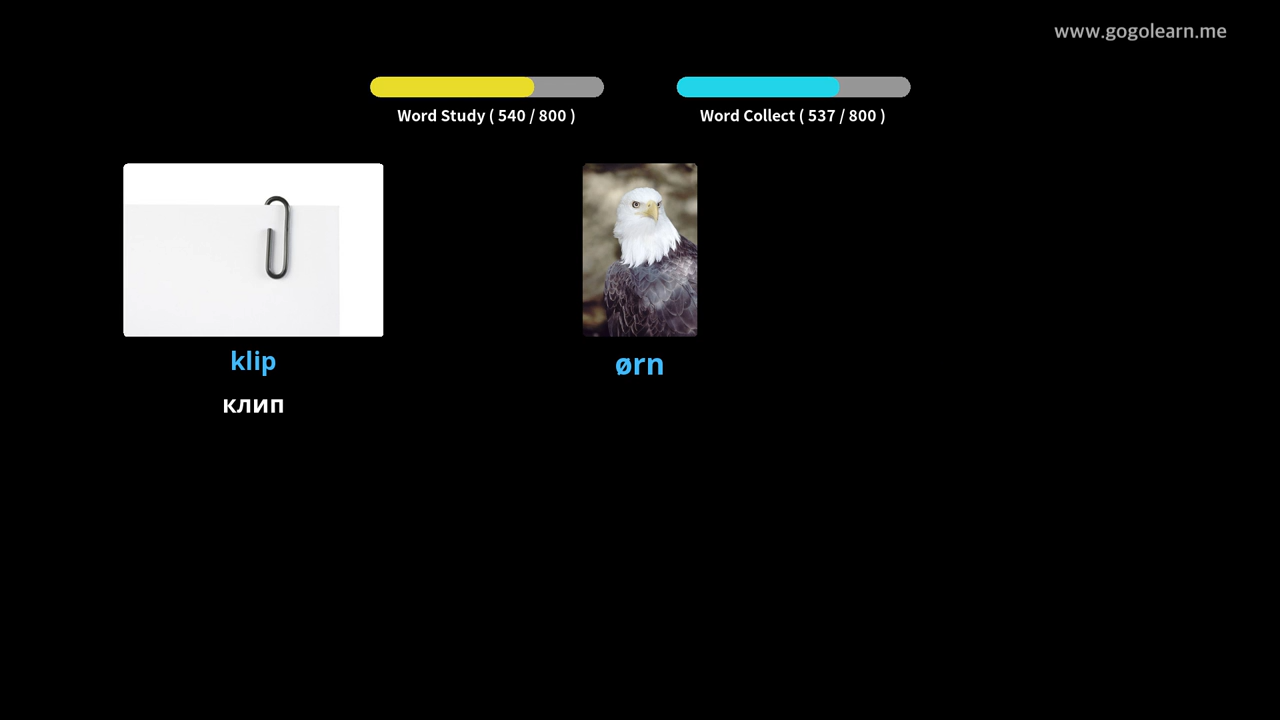 www.gogolearn.me
Word Study ( 540 / 800 )
Word Collect ( 537 / 800 )
klip
клип
ørn